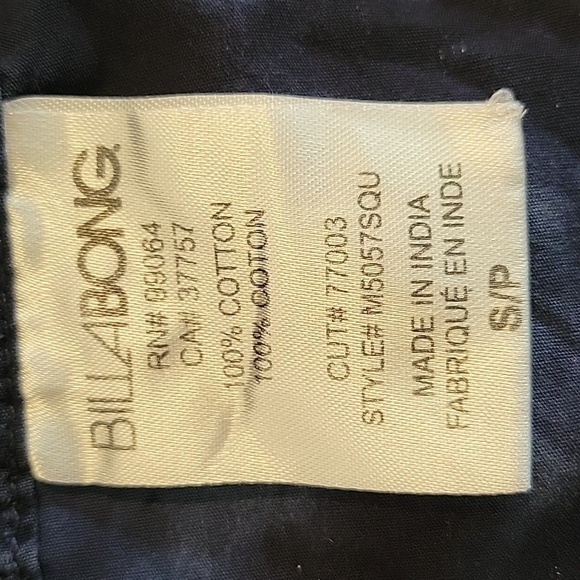 BILLABONG
RN# 99064
CA# 37757
100% COTTON
100% COTON
CUT# 77003
STYLE# M5057SQU
MADE IN INDIA
FABRIQUÉ EN INDE
S/P